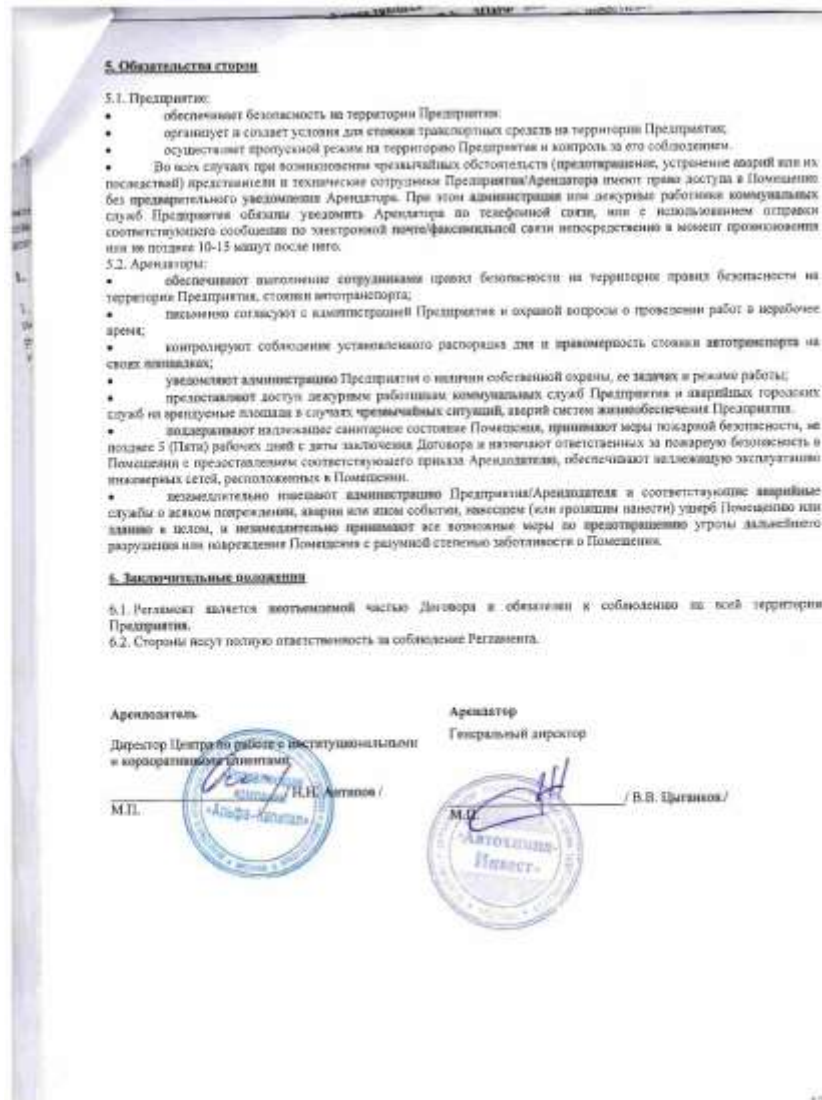 5. Обязательства сторон
5.1. Предприятие:
• обеспечивает безопасность на территории Предприятия:
• организует и создает условия для стоянки транспортных средств на территории Предприятия;
• осуществляет пропускной режим на территорию Предприятия и контроль за его соблюдением.
• Во всех случаях при возникновении чрезвычайных обстоятельств (предотвращение, устранение аварий или их
последствий) представители и технические сотрудники Предприятия/Арендатора имеют право доступа в Помещение
без предварительного уведомления Арендатора. При этом администрация или дежурные работники коммунальных
служб Предприятия обязаны уведомить Арендатора по телефонной связи, или с использованием отправки
соответствующего сообщения по электронной почте/факсимильной связи непосредственно в момент проникновения
или не позднее 10-15 минут после него.
5.2. Арендаторы:
• обеспечивают выполнение сотрудниками правил безопасности на территории правил безопасности на
территории Предприятия, стоянки автотранспорта;
• письменно согласуют с администрацией Предприятия и охраной вопросы о проведении работ в нерабочее
время;
• контролируют соблюдение установленного распорядка дня и правомерность стоянки автотранспорта на
своих площадках;
• уведомляют администрацию Предприятия о наличии собственной охраны, ее задачах и режиме работы;
• предоставляют доступ дежурным работникам коммунальных служб Предприятия и аварийных городских
служб на арендуемые площади в случаях чрезвычайных ситуаций, аварий систем жизнеобеспечения Предприятия.
• поддерживают надлежащее санитарное состояние Помещения, принимают меры пожарной безопасности, не
позднее 5 (Пяти) рабочих дней с даты заключения Договора и назначают ответственных за пожарную безопасность в
Помещении с предоставлением соответствующего приказа Арендодателю, обеспечивают надлежащую эксплуатацию
инженерных сетей, расположенных в Помещении.
• незамедлительно извещают администрацию Предприятия/Арендодателя и соответствующие аварийные
службы о всяком повреждении, аварии или ином событии, нанесшем (или грозящим нанести) ущерб Помещению или
зданию в целом, и незамедлительно принимают все возможные меры по предотвращению угрозы дальнейшего
разрушения или повреждения Помещения с разумной степенью заботливости о Помещении.
6. Заключительные положения
6.1. Регламент является неотъемлемой частью Договора и обязателен к соблюдению на всей территории
Предприятия.
6.2. Стороны несут полную ответственность за соблюдение Регламента.
Арендодатель
Директор Центра по работе с институциональными
и корпоративными клиентами
/ Н.Н. Антипов /
М.П.
компания
«Альфа-Капитал»
Арендатор
Генеральный директор
/ В.В. Цыганков /
М.П.
«Автохимия-
Инвест»